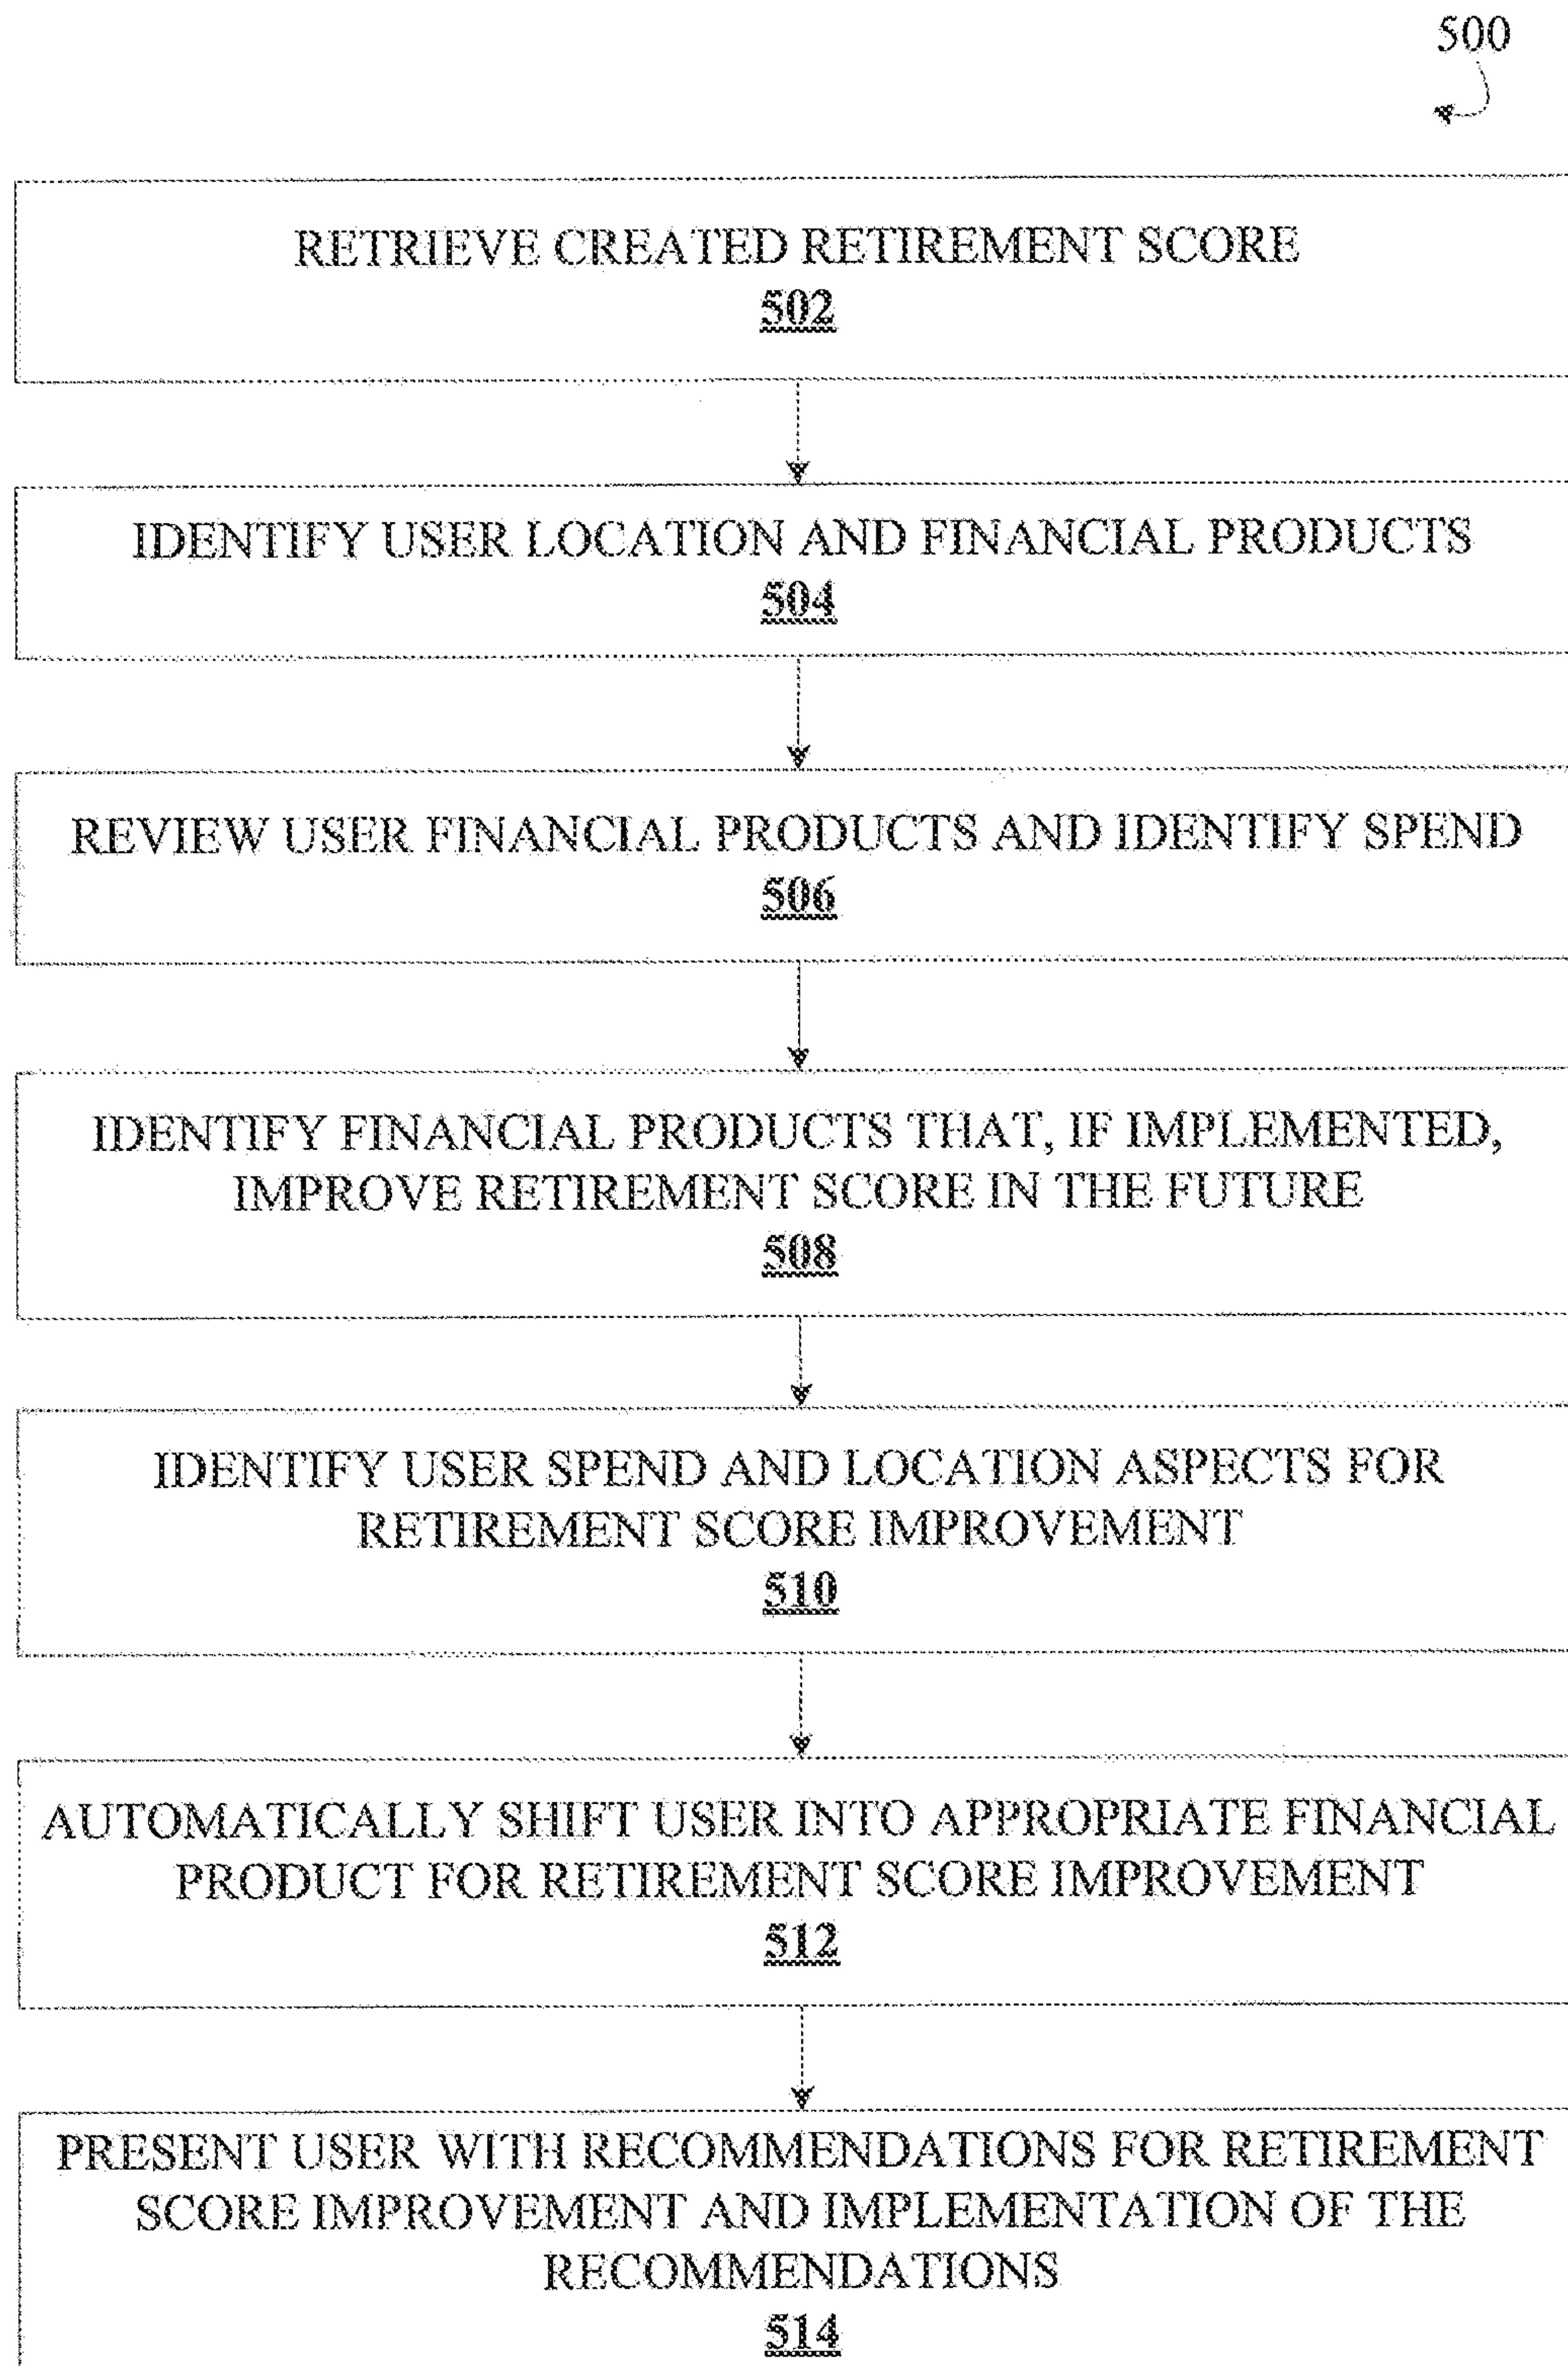 500
RETRIEVE CREATED RETIREMENT SCORE
502
IDENTIFY USER LOCATION AND FINANCIAL PRODUCTS
504
REVIEW USER FINANCIAL PRODUCTS AND IDENTIFY SPEND
506
IDENTIFY FINANCIAL PRODUCTS THAT, IF IMPLEMENTED,
IMPROVE RETIREMENT SCORE IN THE FUTURE
508
IDENTIFY USER SPEND AND LOCATION ASPECTS FOR
RETIREMENT SCORE IMPROVEMENT
510
AUTOMATICALLY SHIFT USER INTO APPROPRIATE FINANCIAL
PRODUCT FOR RETIREMENT SCORE IMPROVEMENT
512
PRESENT USER WITH RECOMMENDATIONS FOR RETIREMENT
SCORE IMPROVEMENT AND IMPLEMENTATION OF THE
RECOMMENDATIONS
514